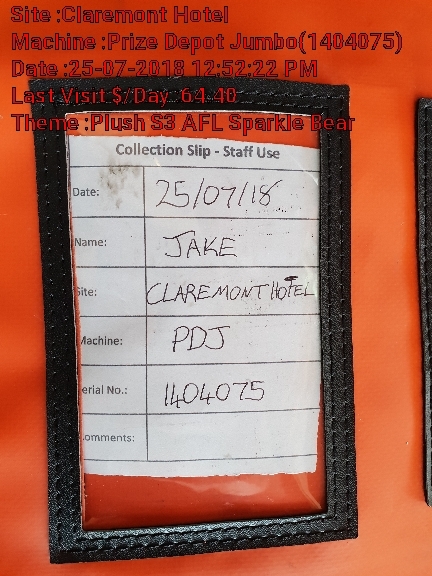 Site :Claremont Hotel
Machine :Prize Depot Jumbo(1404075)
Date :25-07-2018 12:52:22 PM
Last Visit $/Day: 64.40
Theme :Plush S3 AFL Sparkle Bear
Collection Slip - Staff Use
Date: 25/07/18
Name: JAKE
Site: CLAREMONT HOTEL
Machine: PDJ
erial No.: 1404075
omments: